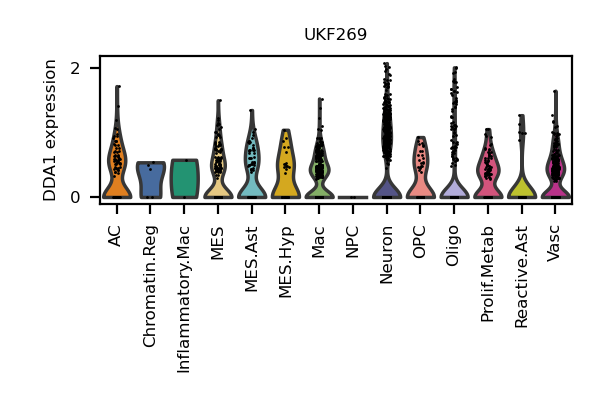 UKF269
DDA1 expression
2
0
AC
Chromatin.Reg
Inflammatory.Mac
MES
MES.Ast
MES.Hyp
Mac
NPC
Neuron
OPC
Oligo
Prolif.Metab
Reactive.Ast
Vasc